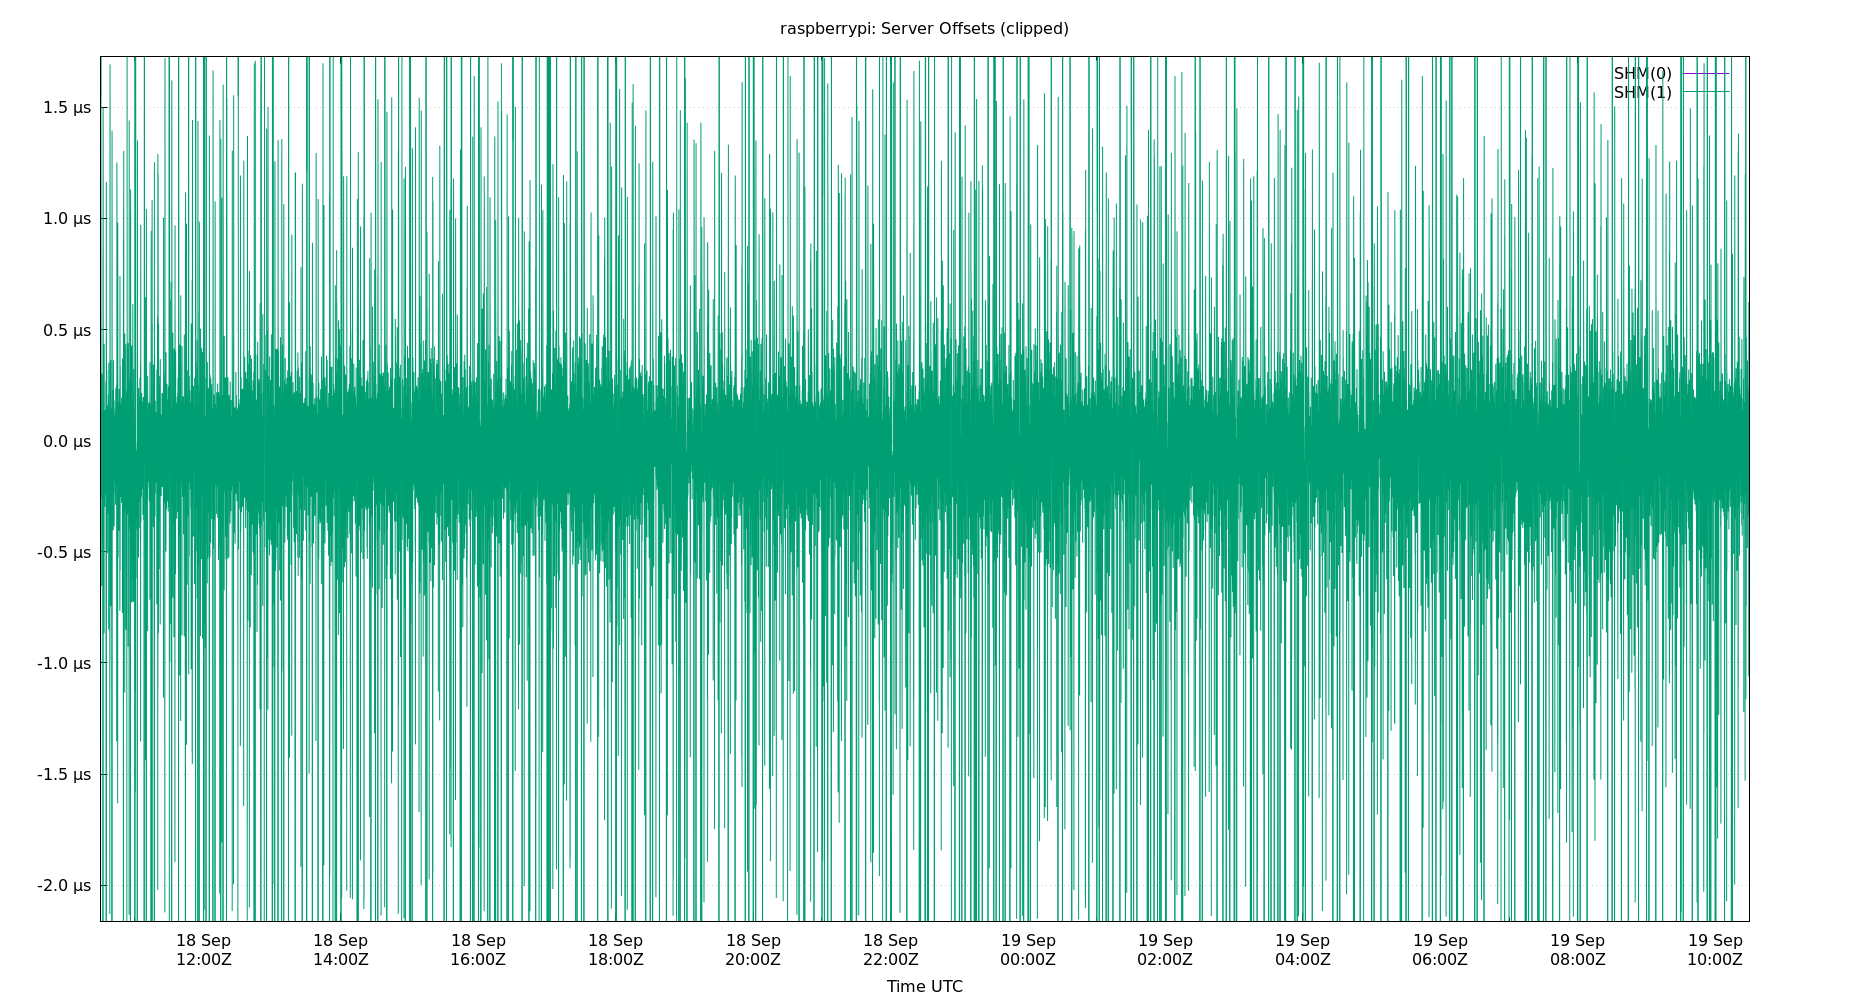 raspberrypi: Server Offsets (clipped)
SHM(0)
SHM(1)
1.5 µs
1.0 µs
0.5 µs
0.0 µs
-0.5 µs
-1.0 µs
-1.5 µs
-2.0 µs
18 Sep 18 Sep 18 Sep 18 Sep 18 Sep 18 Sep 19 Sep 19 Sep 19 Sep 19 Sep 19 Sep 19 Sep
12:00Z 14:00Z 16:00Z 18:00Z 20:00Z 22:00Z 00:00Z 02:00Z 04:00Z 06:00Z 08:00Z 10:00Z
Time UTC